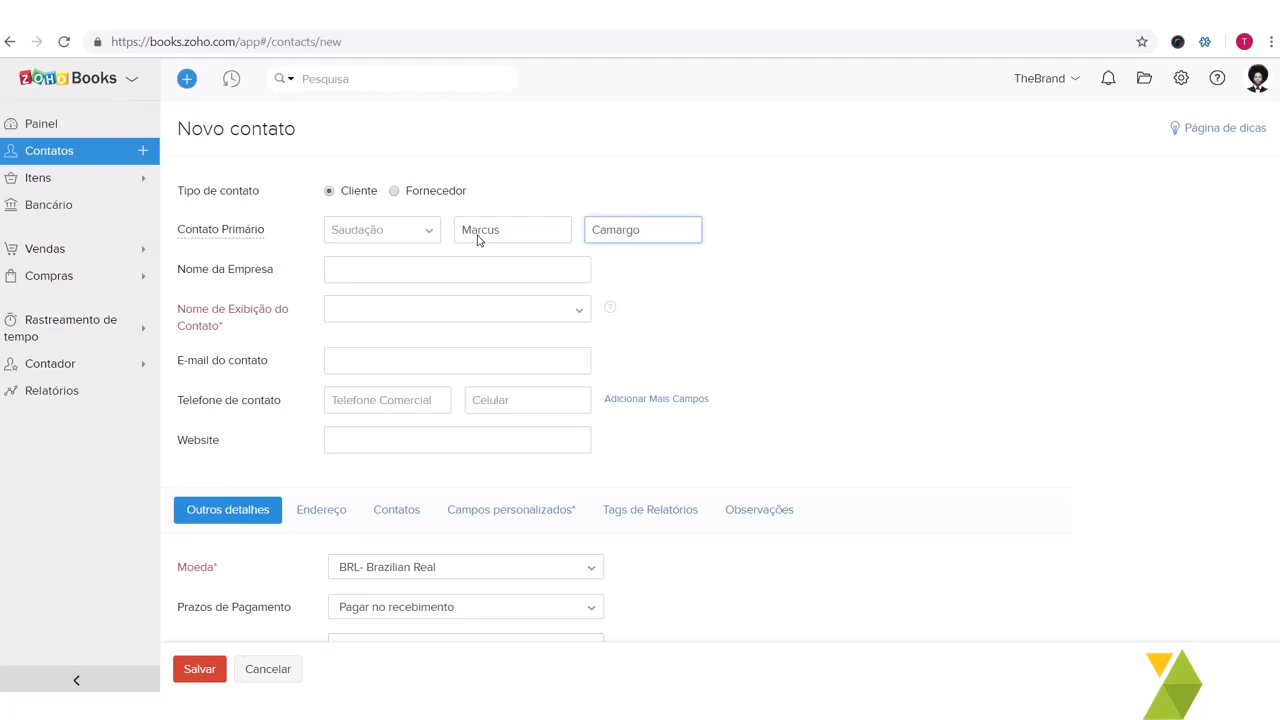 https://books.zoho.com/app#/contacts/new
T
ZOHO Books
Pesquisa
TheBrand
Painel
Contatos
Itens
Bancário
Vendas
Compras
Rastreamento de
tempo
Contador
Relatórios
Novo contato
Página de dicas
Tipo de contato
Cliente
Fornecedor
Contato Primário
Saudação
Marcus
Camargo
Nome da Empresa
Nome de Exibição do
Contato*
E-mail do contato
Telefone de contato
Telefone Comercial
Celular
Adicionar Mais Campos
Website
Outros detalhes
Endereço
Contatos
Campos personalizados*
Tags de Relatórios
Observações
Moeda*
BRL- Brazilian Real
Prazos de Pagamento
Pagar no recebimento
Salvar
Cancelar